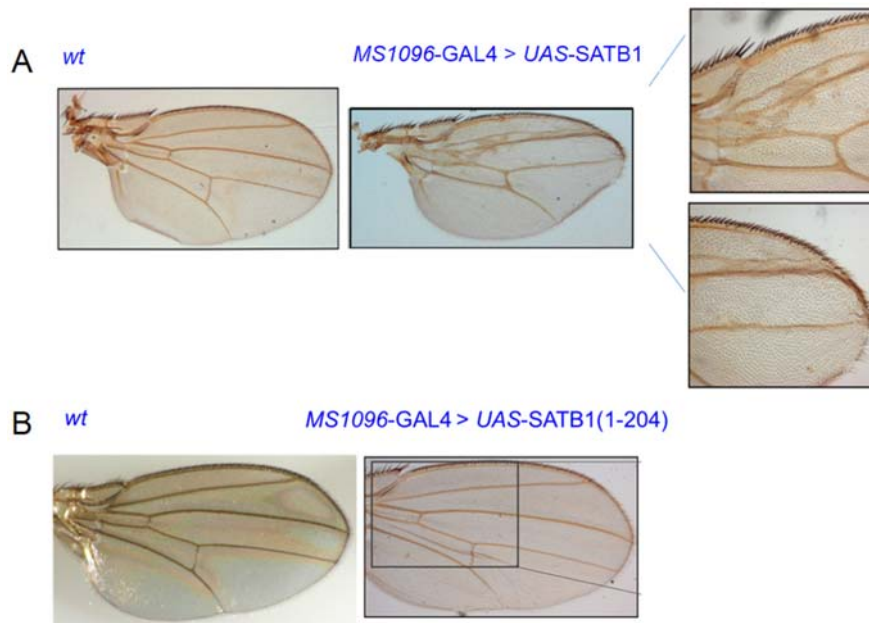 A
wt
MS1096-GAL4 > UAS-SATB1
B
wt
MS1096-GAL4 > UAS-SATB1(1-204)